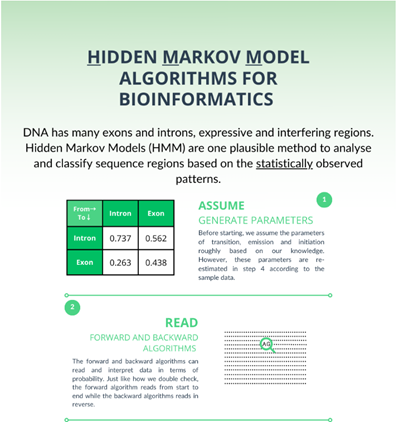 HIDDEN MARKOV MODEL
ALGORITHMS FOR
BIOINFORMATICS
DNA has many exons and introns, expressive and interfering regions.
Hidden Markov Models (HMM) are one plausible method to analyse
and classify sequence regions based on the statistically observed
patterns.
From→
To↓ Intron Exon
Intron 0.737 0.562
Exon 0.263 0.438
1
ASSUME
GENERATE PARAMETERS
Before starting, we assume the parameters
of transition, emission and initiation
roughly based on our knowledge.
However, these parameters are re-
estimated in step 4 according to the
sample data.
2
READ
FORWARD AND BACKWARD
ALGORITHMS
The forward and backward algorithms can
read and interpret data in terms of
probability. Just like how we double check,
the forward algorithm reads from start to
end while the backward algorithms reads in
reverse.
AG